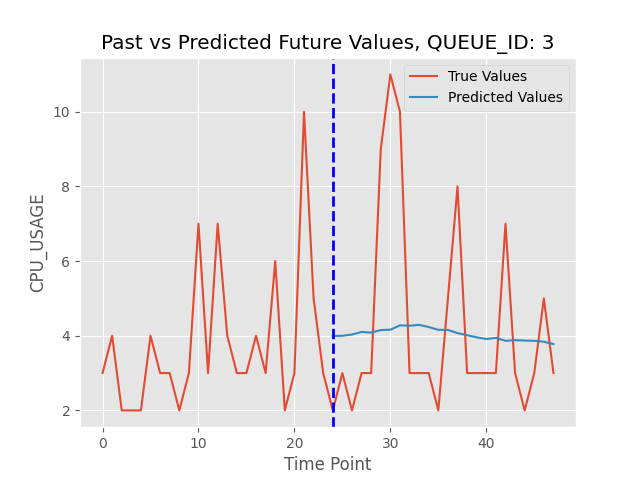 Past vs Predicted Future Values, QUEUE_ID: 3
True Values
Predicted Values
CPU_USAGE
10
8
6
4
2
0
10
20
30
40
Time Point